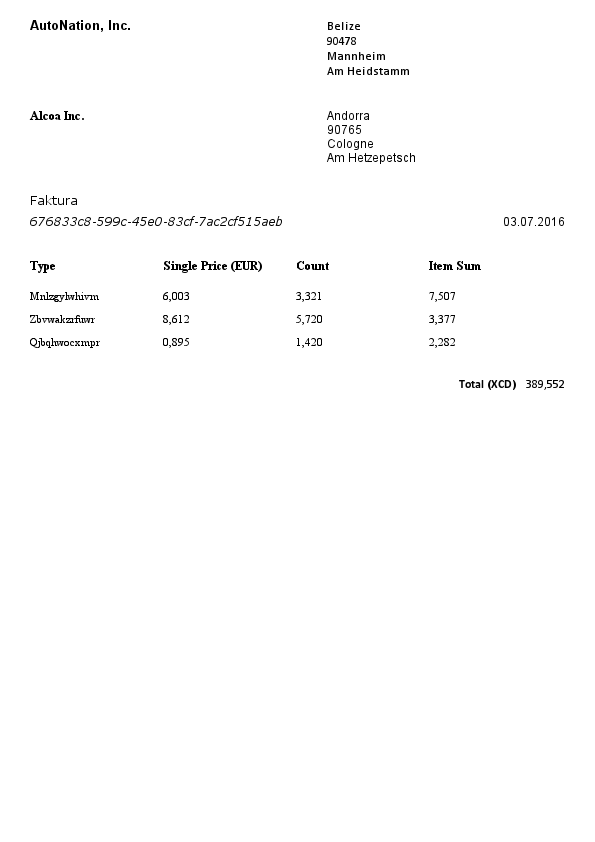 AutoNation, Inc.
Belize
90478
Mannheim
Am Heidstamm
Alcoa Inc.
Andorra
90765
Cologne
Am Hetzepetsch
Faktura
676833c8-599c-45e0-83cf-7ac2cf515aeb 03.07.2016
Type Single Price (EUR) Count Item Sum
Mnlzgylwhivm 6,003 3,321 7,507
Zbvwakzrfuwr 8,612 5,720 3,377
Qjbqhwocxmpr 0,895 1,420 2,282
Total (XCD) 389,552